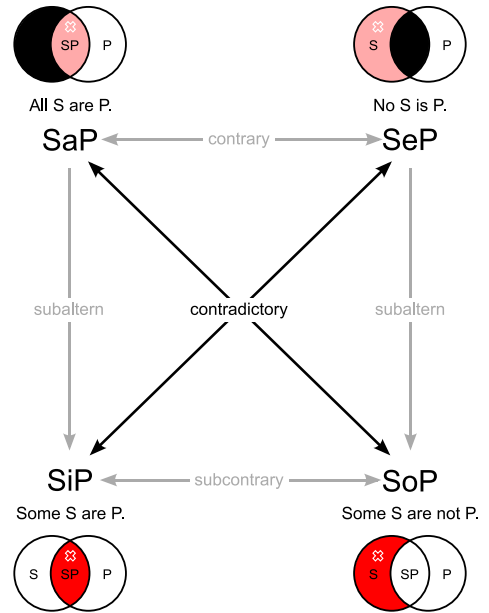 SP P
S P
All S are P.
No S is P.
SaP contrary SeP
subaltern contradictory subaltern
SiP subcontrary SoP
Some S are P.
Some S are not P.
S SP P
S SP P